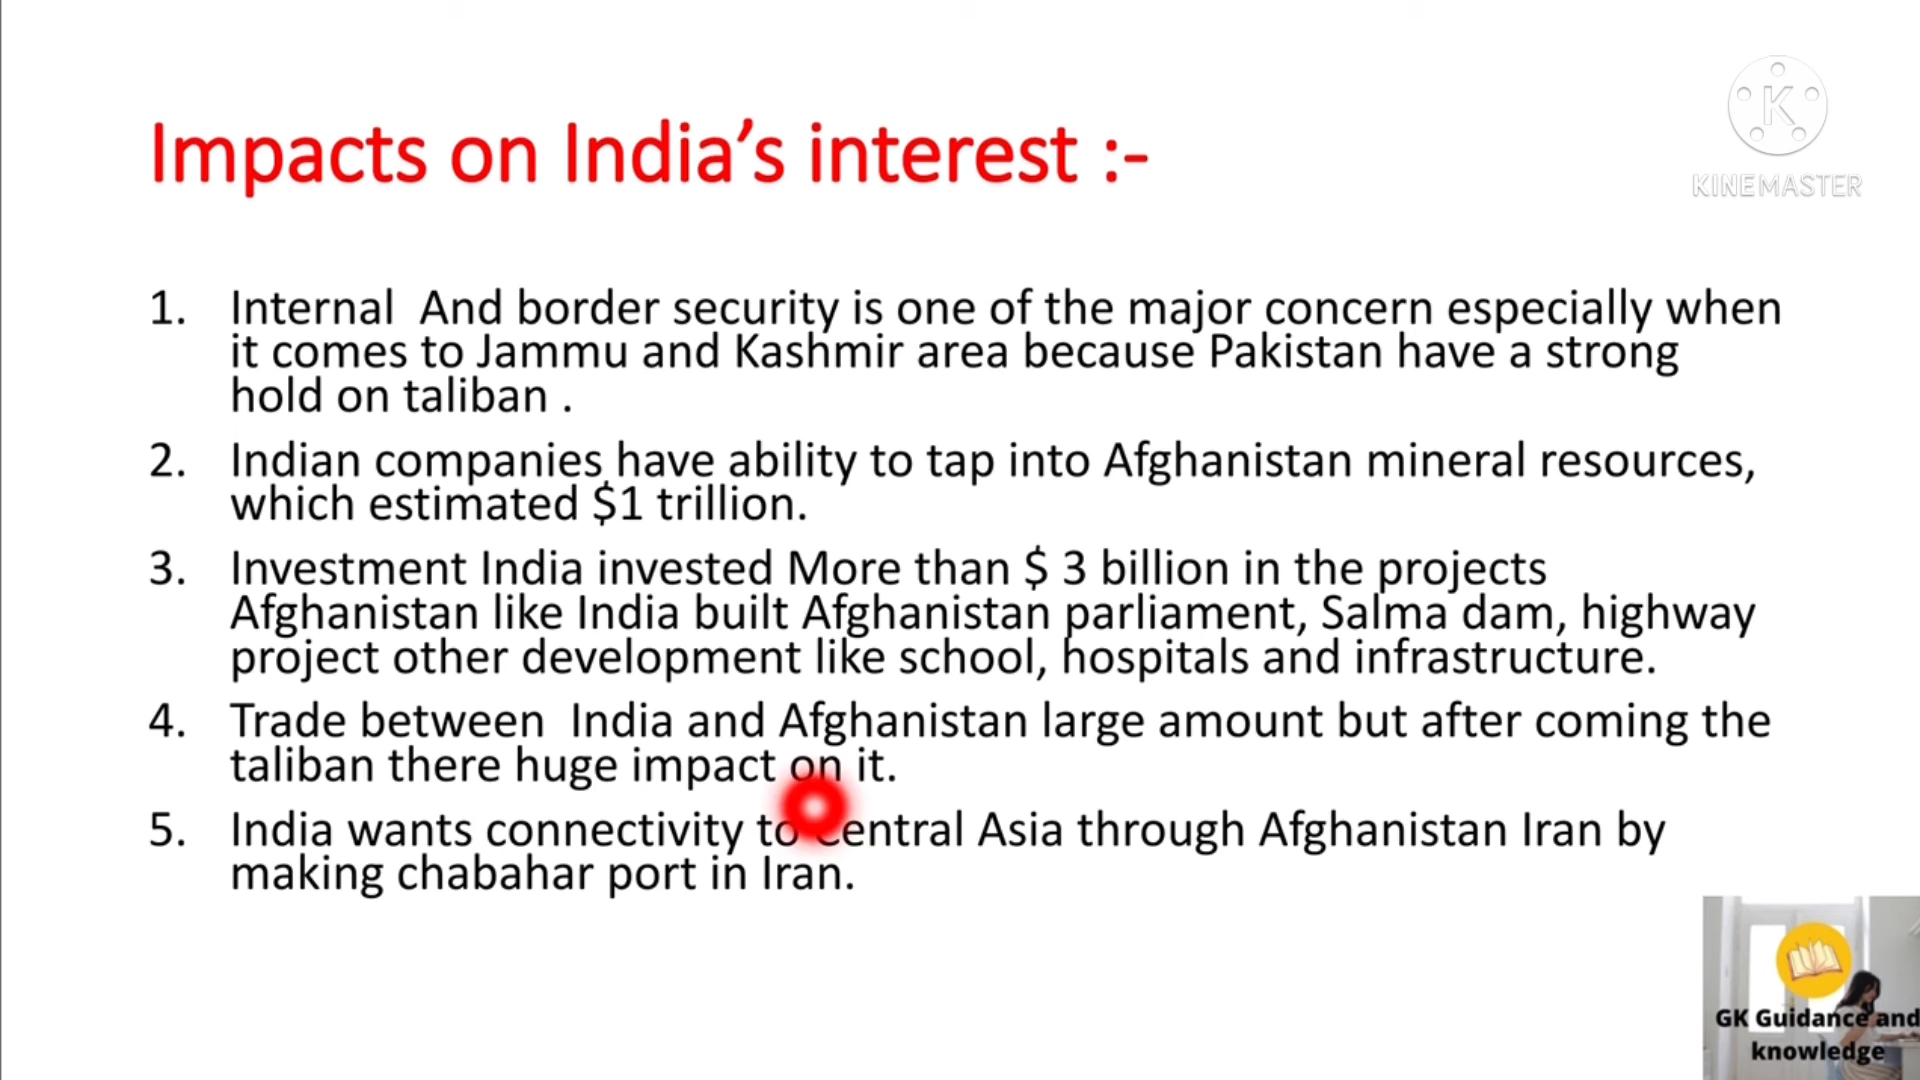 Impacts on India's interest :-
K
KINEMASTER
1. Internal And border security is one of the major concern especially when
it comes to Jammu and Kashmir area because Pakistan have a strong
hold on taliban .
2. Indian companies have ability to tap into Afghanistan mineral resources,
which estimated $1 trillion.
3. Investment India invested More than $ 3 billion in the projects
Afghanistan like India built Afghanistan parliament, Salma dam, highway
project other development like school, hospitals and infrastructure.
4. Trade between India and Afghanistan large amount but after coming the
taliban there huge impact on it.
5. India wants connectivity to central Asia through Afghanistan Iran by
making chabahar port in Iran.
GK Guidance and
knowledge